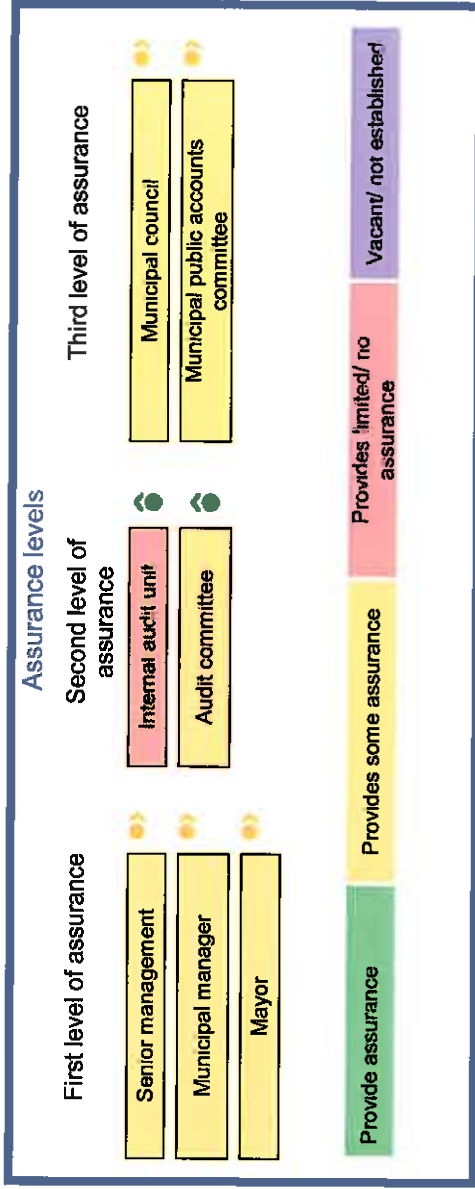 Assurance levels
First level of assurance
Senior management
Municipal manager
Mayor
Second level of
assurance
Internal audit unit
Audit committee
Third level of assurance
Municipal council
Municipal public accounts
committee
Provide assurance
Provides some assurance
Provides limited/ no
assurance
Vacant/ not established